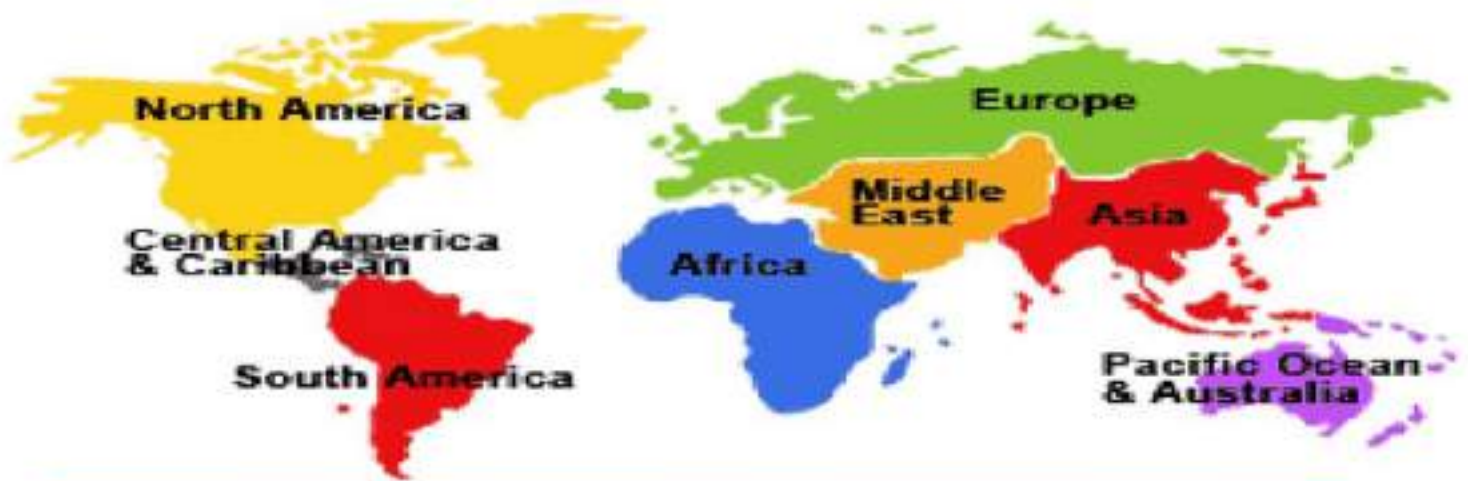 North America
Europe
Middle
East
Asia
Central America
& Caribbean
Africa
South America
Pacific Ocean
& Australia